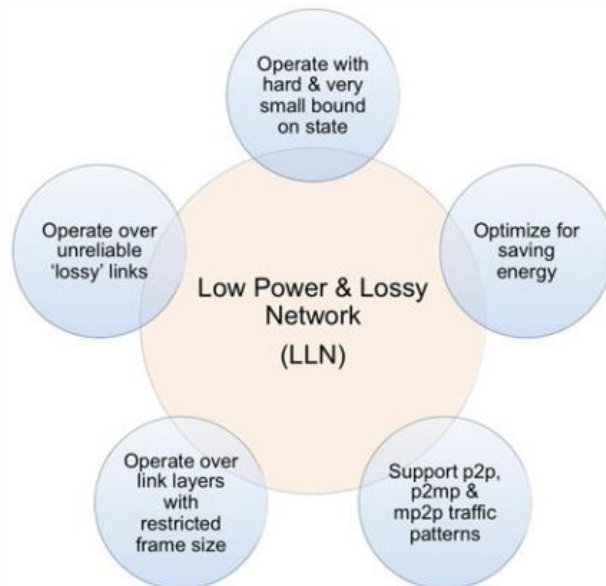 Operate with
hard & very
small bound
on state
Operate over
unreliable
‘lossy’ links
Optimize for
saving
energy
Low Power & Lossy
Network
(LLN)
Operate over
link layers
with
restricted
frame size
Support p2p,
p2mp &
mp2p traffic
patterns